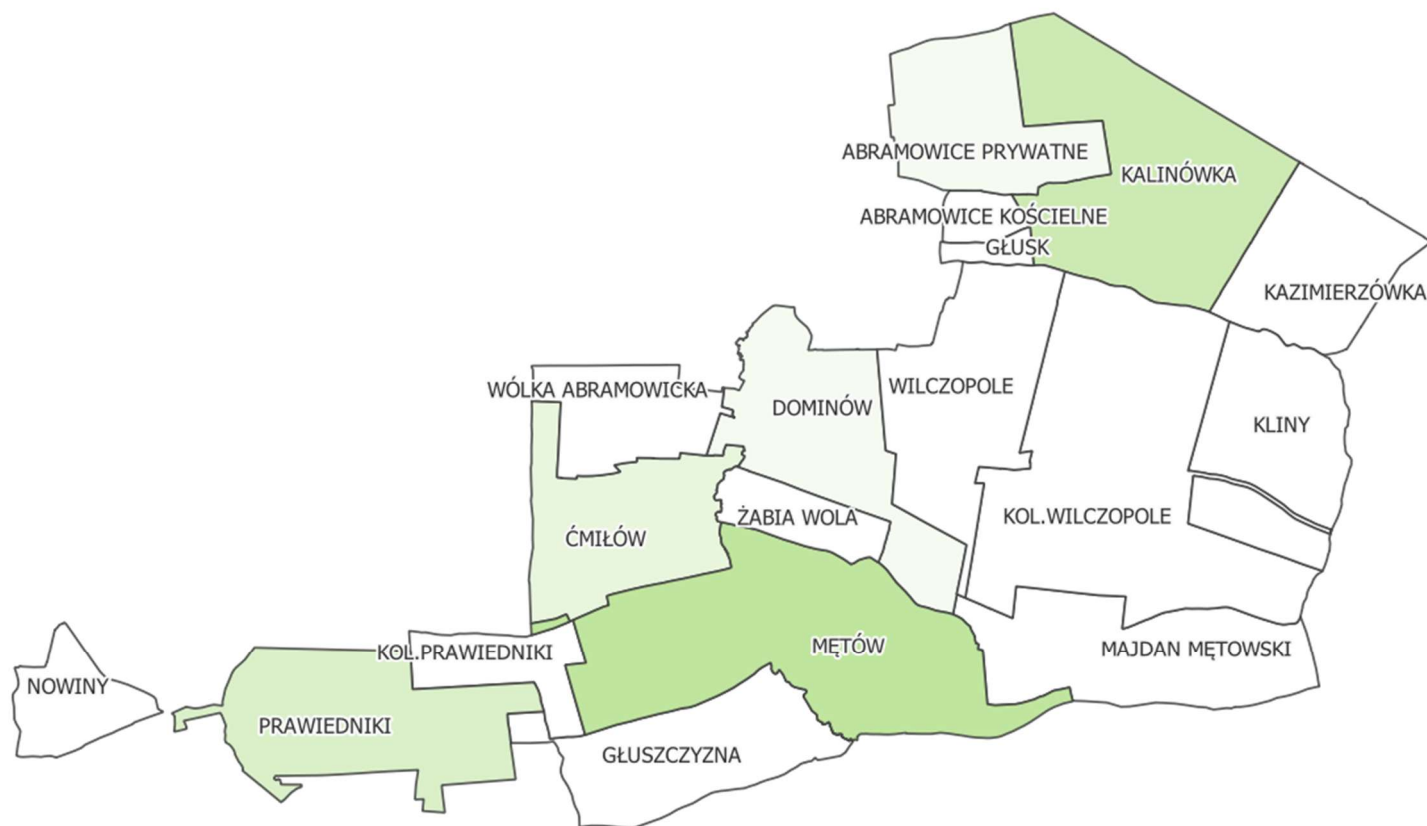 ABRAMOWICE PRYWATNE
KALINÓWKA
ABRAMOWICE KOŚCIELNE
GŁUSK
KAZIMIERZÓWKA
WÓLKA ABRAMOWICKA
WILCZOPOLE
DOMINÓW
KLINY
ŻABIA WOLA
KOL.WILCZOPOLE
ĆMIŁÓW
MĘTÓW
MAJDAN MĘTOWSKI
KOL.PRAWIEDNIKI
NOWINY
PRAWIEDNIKI
GŁUSZCZYZNA